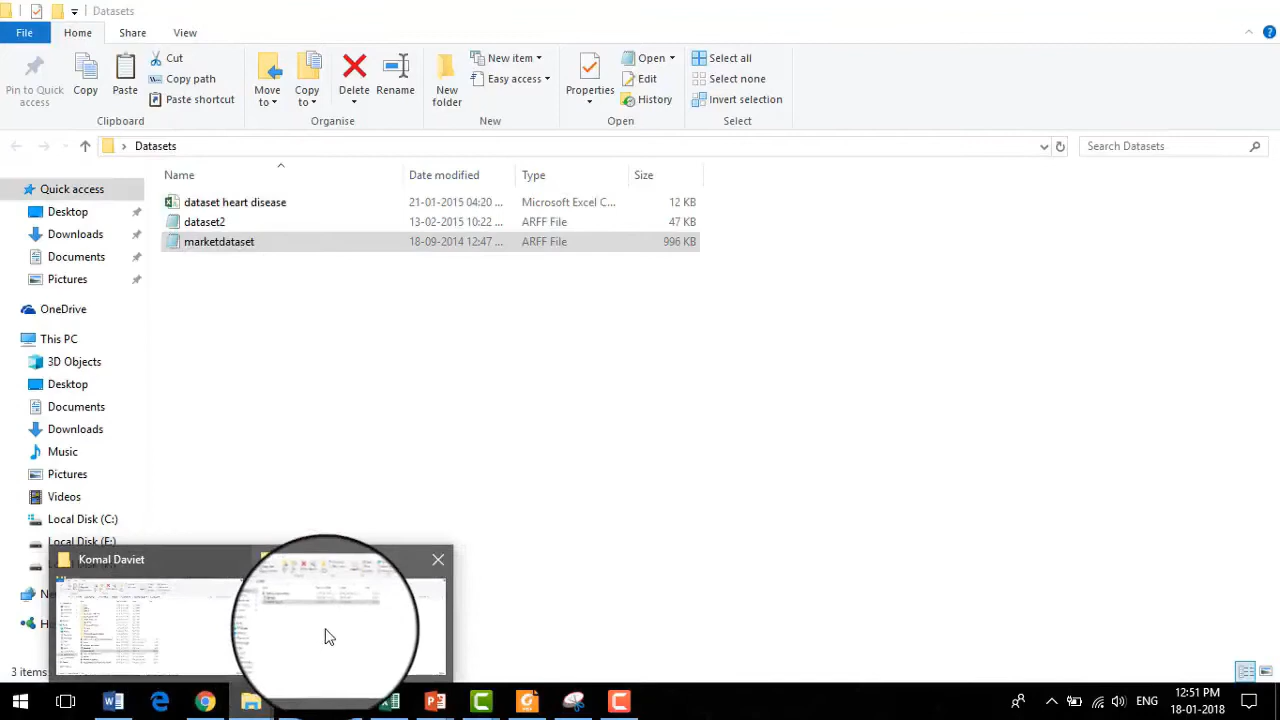 Datasets
File Home Share View
Pin to Quick access
Copy
Paste
Cut
Copy path
Paste shortcut
Clipboard
Move to
Copy to
Delete
Rename
Organise
New folder
New item
Easy access
New
Properties
Open
Edit
History
Open
Select all
Select none
Invert selection
Select
Datasets
Search Datasets
Name Date modified Type Size
dataset heart disease 21-01-2015 04:20 ... Microsoft Excel C... 12 KB
dataset2 13-02-2015 10:22 ... ARFF File 47 KB
marketdataset 18-09-2014 12:47 ... ARFF File 996 KB
Quick access
Desktop
Downloads
Documents
Pictures
OneDrive
This PC
3D Objects
Desktop
Documents
Downloads
Music
Pictures
Videos
Local Disk (C:)
Local Disk (E:)
Komal Daviet
3 items
ENG
12:51 PM
18-01-2018